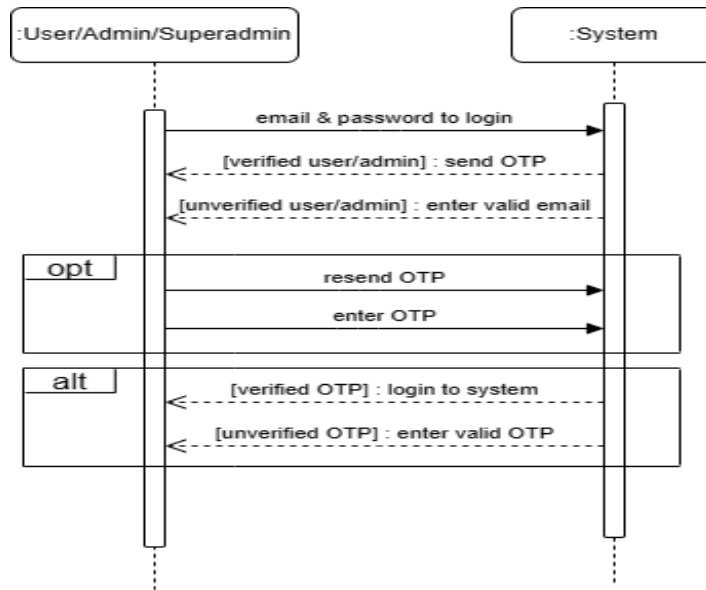 :User/Admin/Superadmin
:System
email & password to login
[verified user/admin] : send OTP
[unverified user/admin] : enter valid email
opt
resend OTP
enter OTP
alt
[verified OTP] : login to system
[unverified OTP] : enter valid OTP